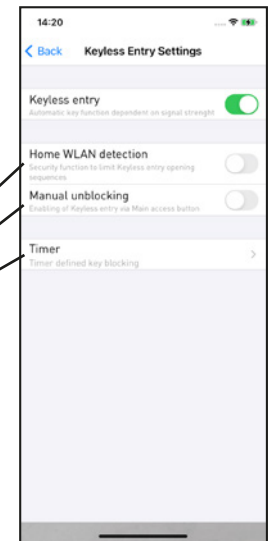 14:20
Back Keyless Entry Settings
Keyless entry
Automatic key function dependent on signal strenght
Home WLAN detection
Security function to limit Keyless entry opening
sequences
Manual unblocking
Enabling of Keyless entry via Main access button
Timer
Timer defined key blocking